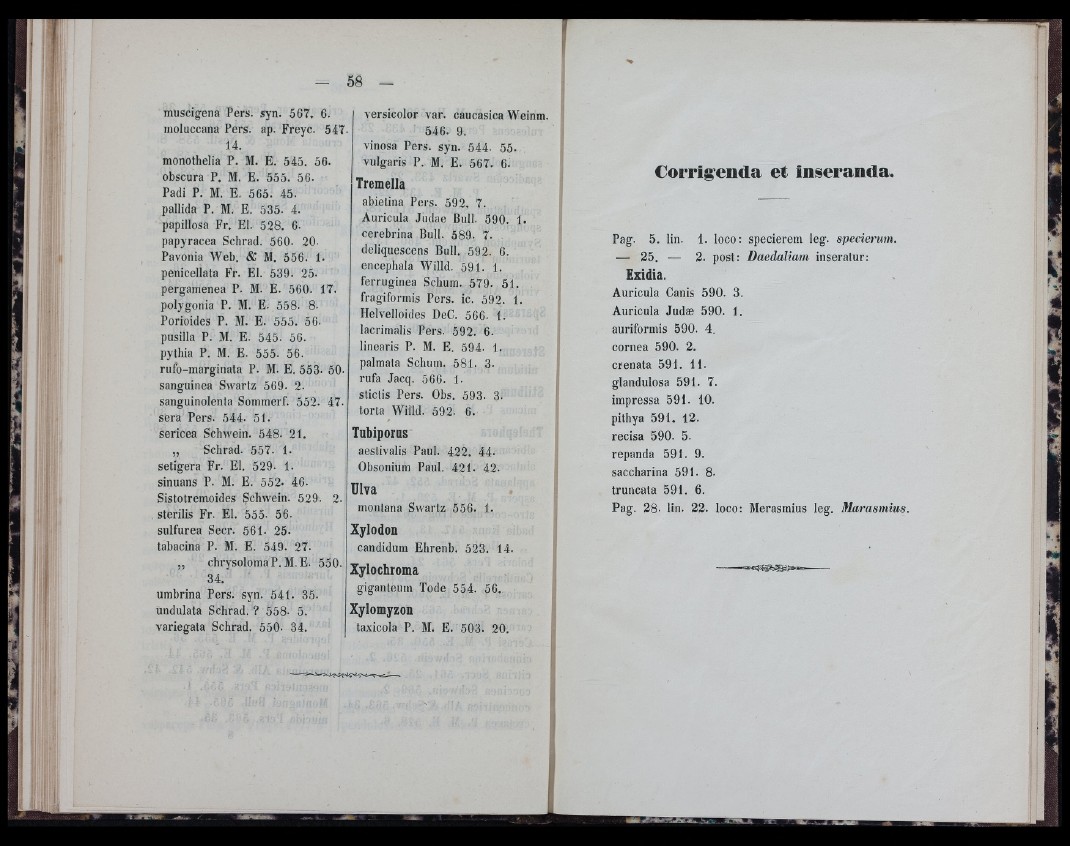 — 58 —
muscigena Pers. syn. 567. 6.
moluccana Pers. ap. Freyc. 547.
14.
monothelia P. M. E. 545. 56.
obscura P. M. E. 555. 56.
Padi P. M. E. 565. 45.
pallida P. M. E. 535. 4.
papillosa Fr. El. 528. 6.
papyracea Schrad. 560. 20.
Pavonia Web. & M. 556. 1.
penicellata Fr. El. 539. 25.
pergamenea P. M. E. 560. 17.
polygonia P. M. E. 558. 8.
Porioides P. M. E. 555. 56.
pusilla P. M. E. 545. 56.
pythia P. M. E. 555. 56.
rufo-marginata P. M. E. 553. 50.
sanguinea Swartz 569. 2.
sanguinolenta Sommerf. 552. 47.
sera Pers. 544. 51.
sericea Schwein. 548. 21.
„ Schrad. 557. 1.
setigera Fr. El. 529. 1.
sinuans P. M. E. 552. 46.
Sistotremoides Schwein. 529. 2.
sterilis Fr. El. 555. 56.
sulfurea Secr. 561. 25.
tabacina P. M. E. 549. 27.
„ chrysoloma P. M. E. 550.
34.
umbrina Pers. syn. 541. 35.
undulata Schrad. ? 558. 5.
variegata Schrad. 550. 34.
versicolor var. caucasica Weinm.
546. 9.
vinosa Pers. syn. 544. 55.
vulgaris P. M. E. 567. 6.
Tremella
abietina Pers. 592. 7.
Auricula Judae Bull. 590. 1.
cerebrina Bull. 589. 7.
deliquescens Bull. 592. 6.
encephala Willd. 591. 1.
ferruginea Schum. 579. 51.
fragiformis Pers. ic. 592. 1.
Helvelloides DeC. 566. 1.
lacrimalis Pers. 592. 6.
linearis P. M. E. 594. 1.
palmata Schum. 581. 3.
rufa Jacq. 566. 1.
stictis Pers. Obs. 593. 3.
torta Willd. 592. 6.
Tubiporus
aestivalis Paul. 422. 44.
Obsonium Paul. 421. 42.
Ulva
montana Swartz 556. 1.
Xylodon
candidum Ehrenb. 523. 14.
Xylochroma
giganteum Tode 554. 56.
Xylomyzon
taxicola P. M. E. 503. 20.
Corrigenda et inseranda.
Pag. 5. lin. 1. loco: specierem leg. specierum.
— 25. — 2. post: Daedaliam inseratur:
Exidia.
Auricula Canis 590. 3.
Auricula Judæ 590. 1.
auriformis 590. 4.
cornea 590. 2.
crenata 591. 11.
glandulosa 591. 7.
impressa 591. 10.
pithya 591. 12.
recisa 590. 5.
repanda 591. 9.
saccharina 591. 8.
truncata 591. 6.
Pag. 28. lin. 22. loco: Merasmius leg. Marasmius.